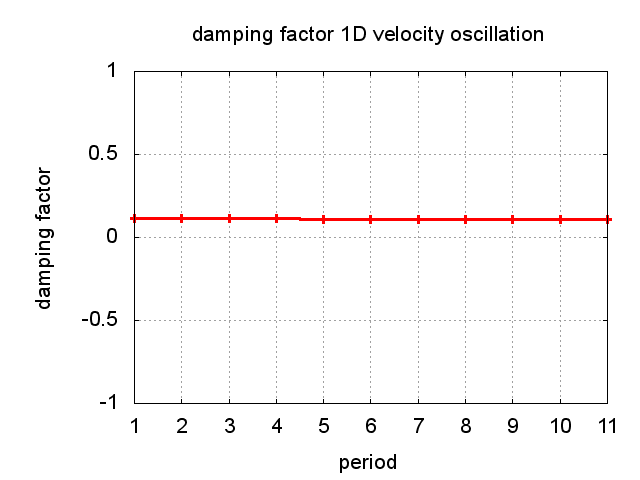 damping factor 1D velocity oscillation
1
0.5
0
-0.5
-1
damping factor
1 2 3 4 5 6 7 8 9 10 11
period